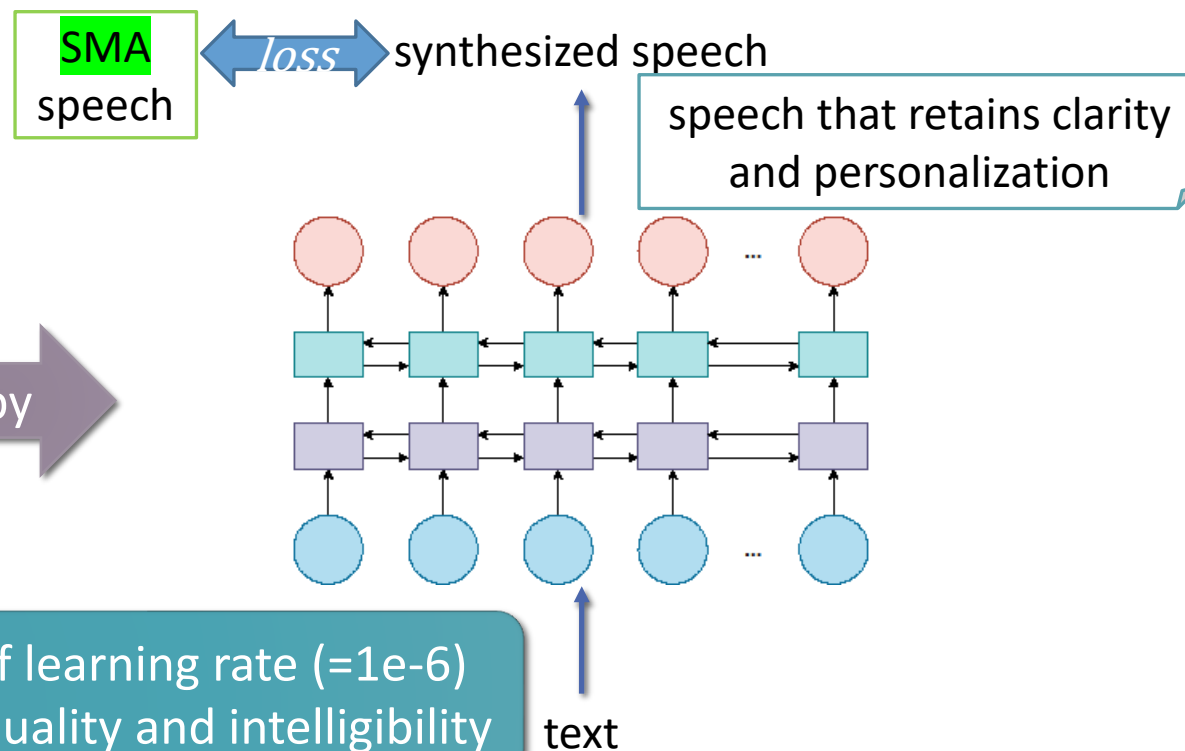 SMA
speech
loss
synthesized speech
speech that retains clarity
and personalization
...
by
...
f learning rate (=1e-6)
uality and intelligibility
text